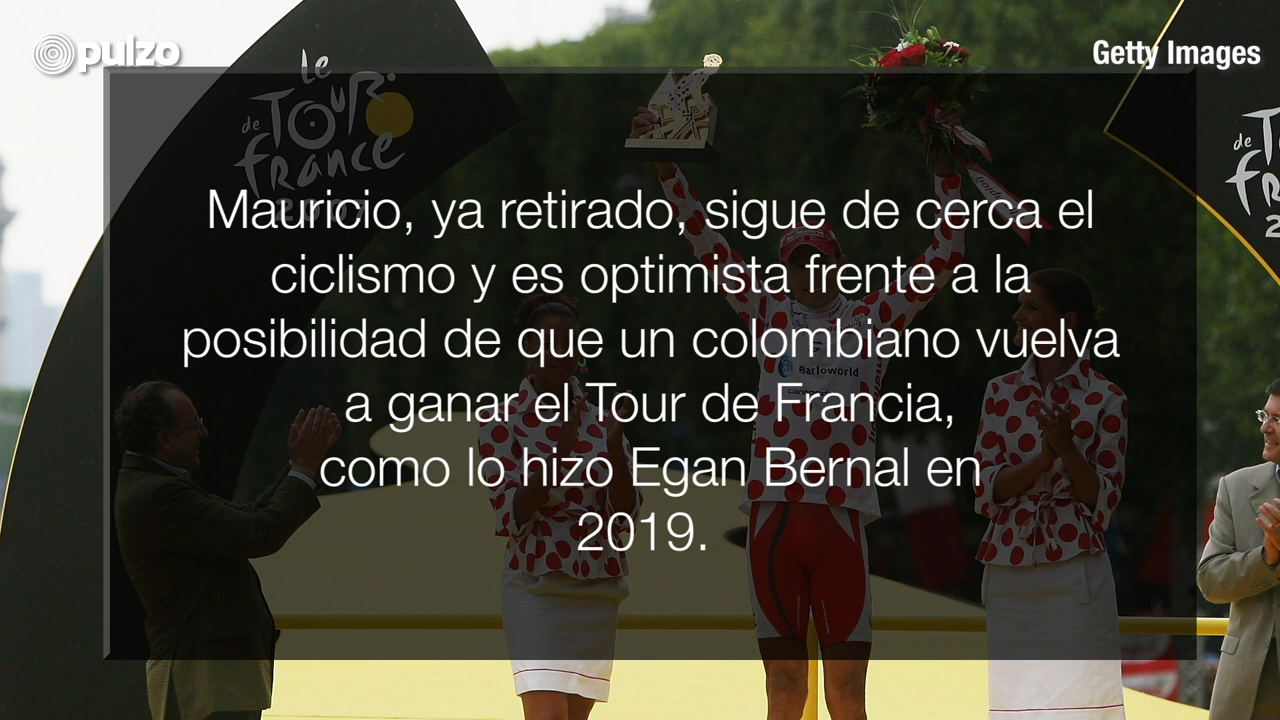 pulzo
Getty Images
Le
de TOUR
france
2007
Mauricio, ya retirado, sigue de cerca el
ciclismo y es optimista frente a la
posibilidad de que un colombiano vuelva
a ganar el Tour de Francia,
como lo hizo Egan Bernal en
2019.
Barloworld
de